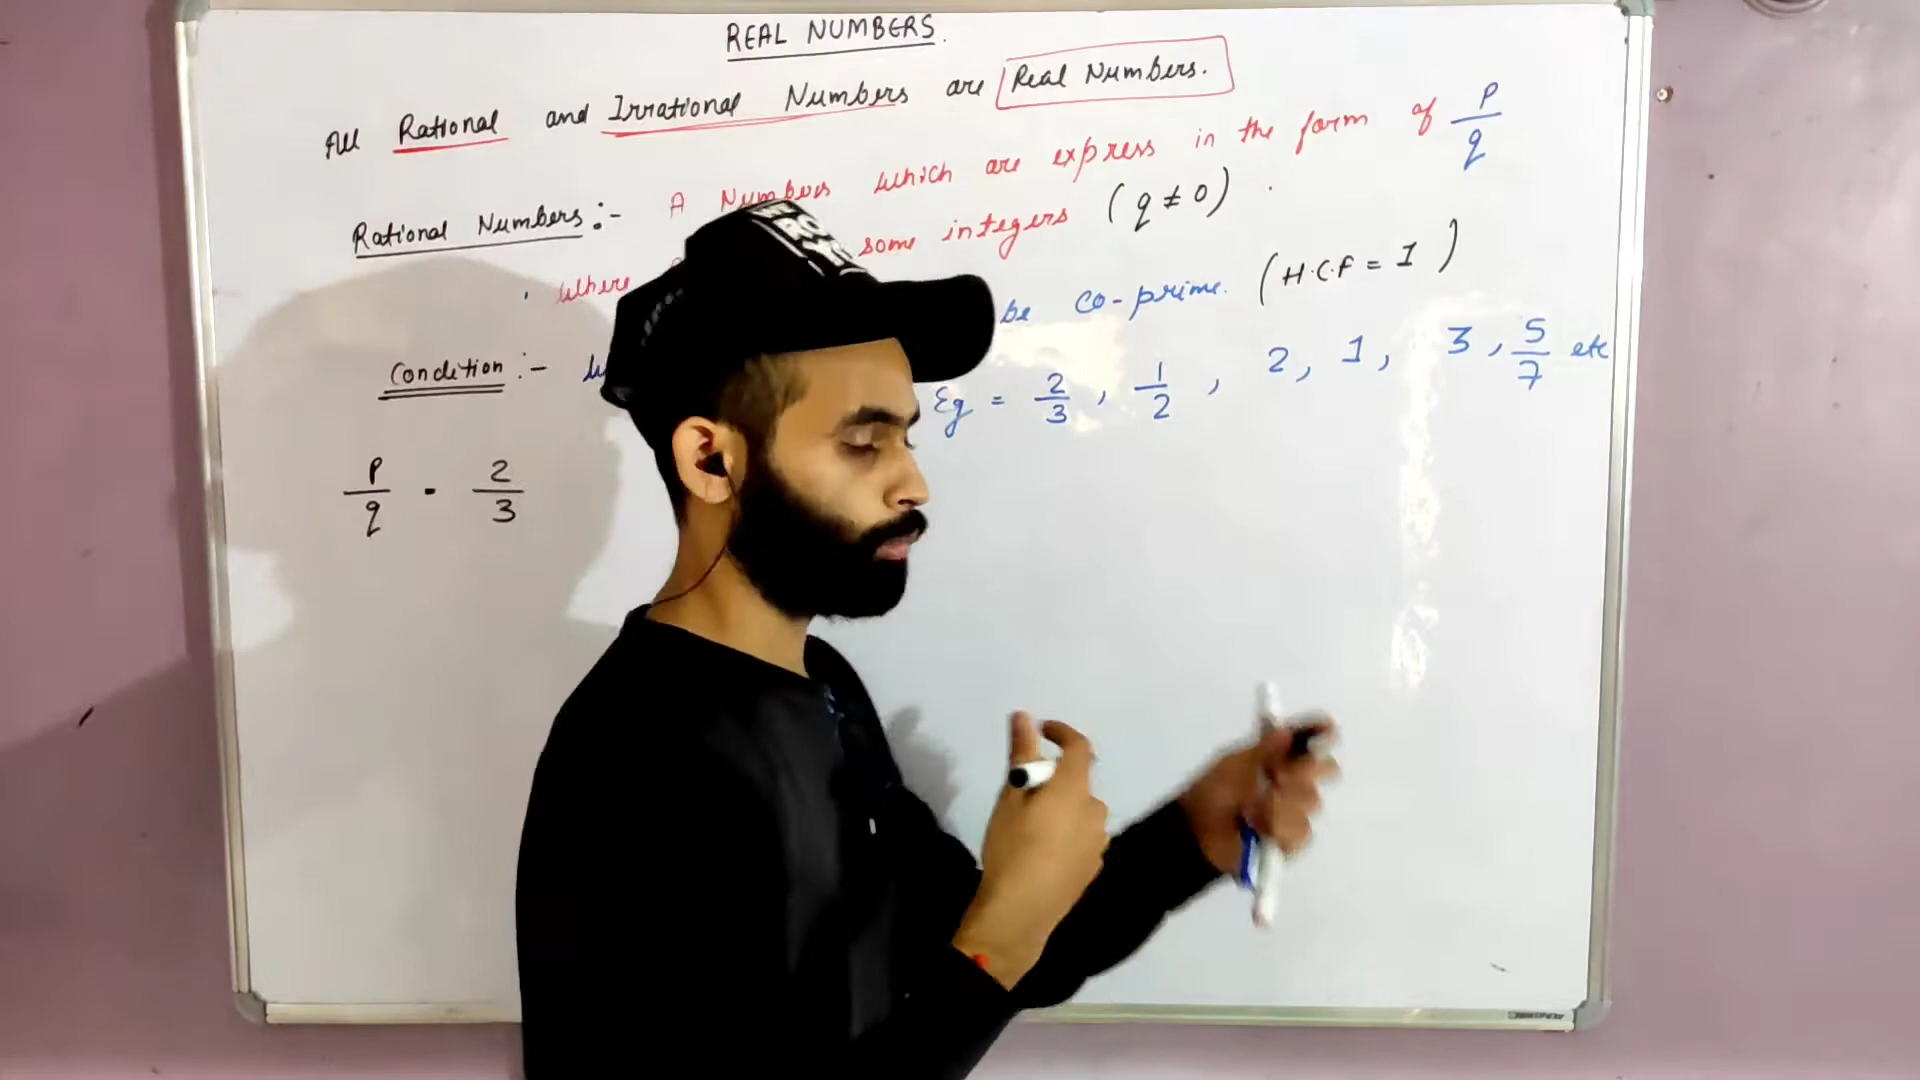 REAL NUMBERS.
All Rational and Irrational Numbers are Real Numbers.
Rational Numbers :- A Numbers which are express in the form of p/q
where some integers (q ≠ 0).
Condition :- be co-prime. (H.C.F = 1)
Eg = 2/3, 1/2, 2, 1, 3, 5/7 etc
p/q - 2/3